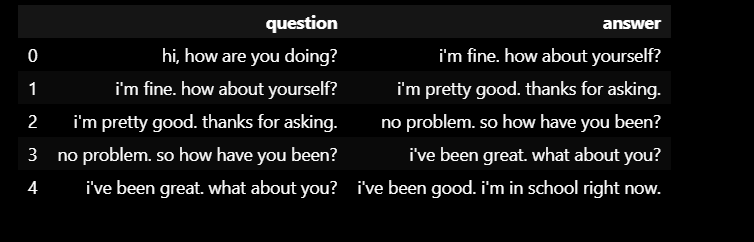 question answer
0 hi, how are you doing? i'm fine. how about yourself?
1 i'm fine. how about yourself? i'm pretty good. thanks for asking.
2 i'm pretty good. thanks for asking. no problem. so how have you been?
3 no problem. so how have you been? i've been great. what about you?
4 i've been great. what about you? i've been good. i'm in school right now.